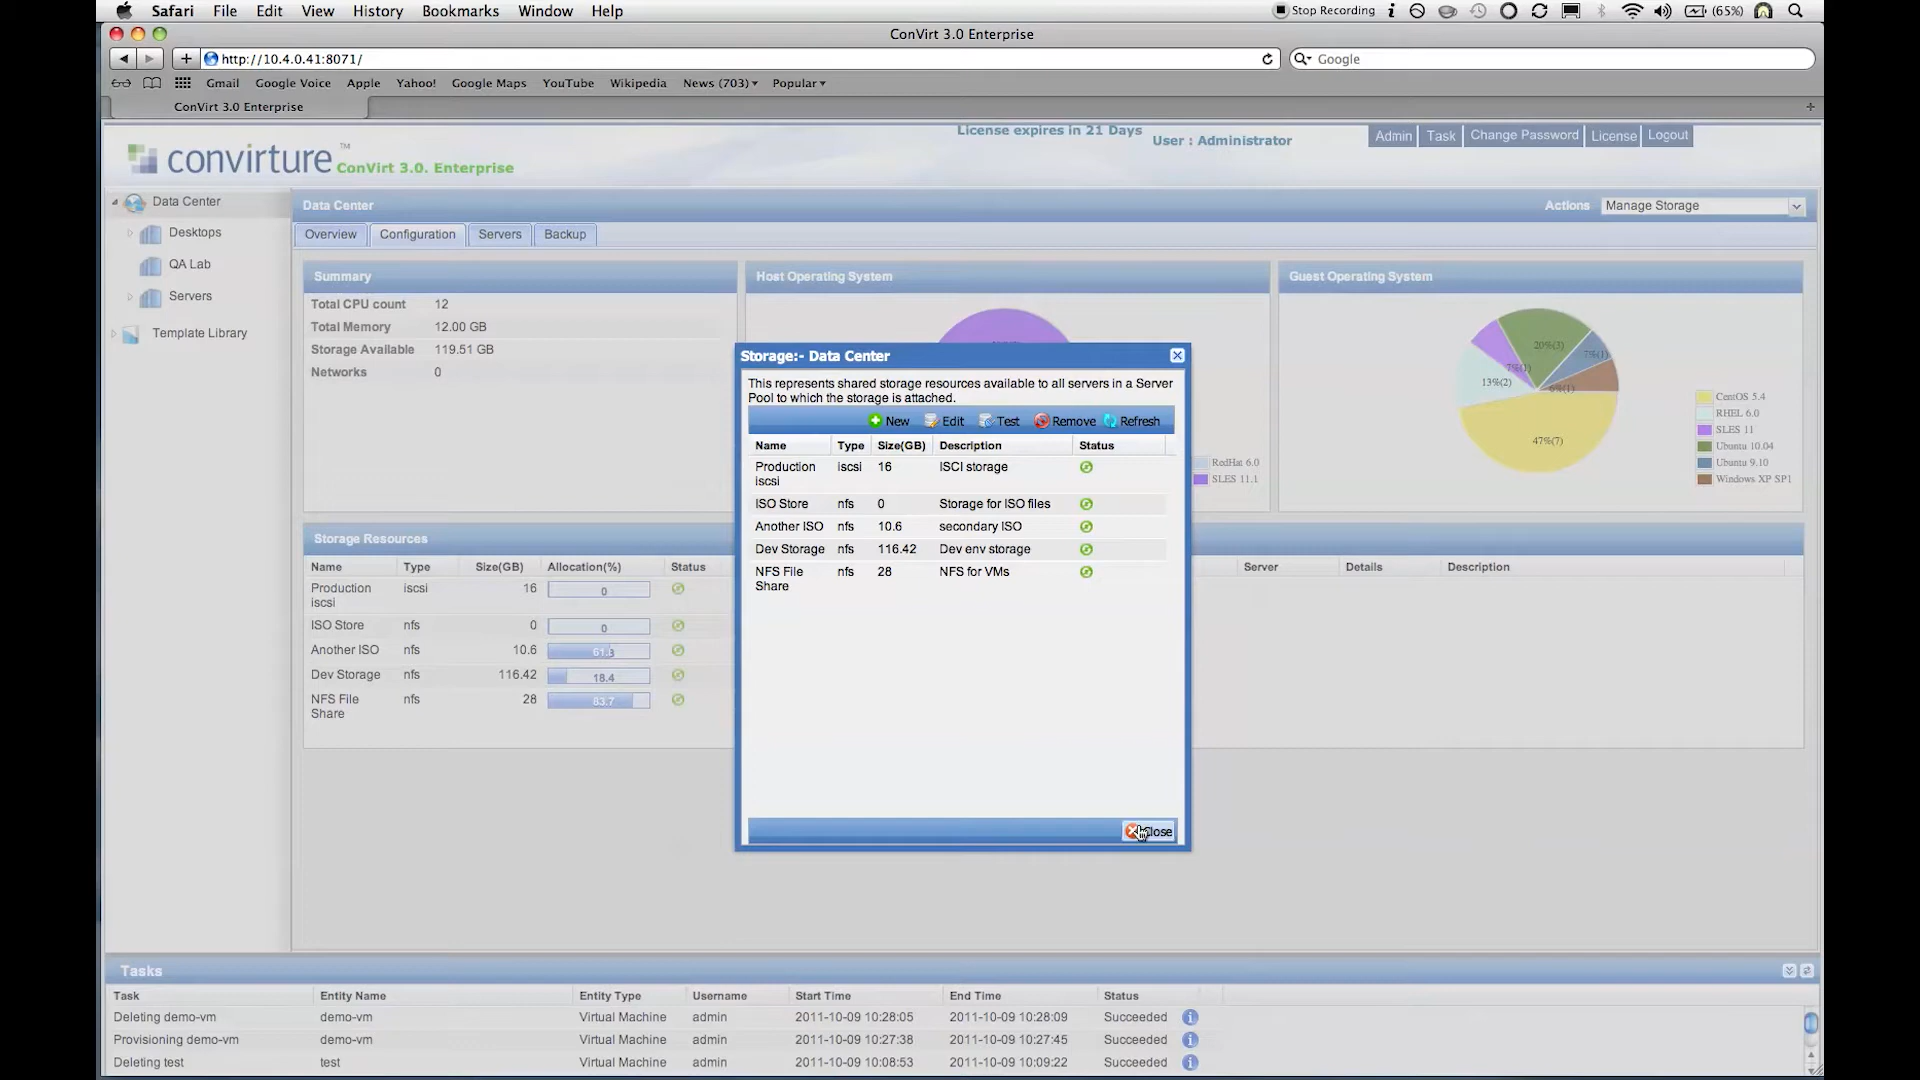 Safari File Edit View History Bookmarks Window Help Stop Recording (65%)
ConVirt 3.0 Enterprise
http://10.4.0.41:8071/ Google
Gmail Google Voice Apple Yahoo! Google Maps YouTube Wikipedia News (703) Popular
ConVirt 3.0 Enterprise
License expires in 21 Days
User : Administrator
Admin Task Change Password License Logout
convirture™ ConVirt 3.0. Enterprise
Data Center
Desktops
QA Lab
Servers
Template Library
Data Center Actions Manage Storage
Overview Configuration Servers Backup
Summary
Total CPU count 12
Total Memory 12.00 GB
Storage Available 119.51 GB
Networks 0
Host Operating System
RedHat 6.0
SLES 11.1
Guest Operating System
20%(3)
7%(1)
7%(1)
13%(2)
6%(1)
47%(7)
CentOS 5.4
RHEL 6.0
SLES 11
Ubuntu 10.04
Ubuntu 9.10
Windows XP SP1
Storage Resources
Name Type Size(GB) Allocation(%) Status
Production iscsi 16 0
iscsi
ISO Store nfs 0 0
Another ISO nfs 10.6
Dev Storage nfs 116.42 18.4
NFS File nfs 28 83.7
Share
Server Details Description
Storage:- Data Center
This represents shared storage resources available to all servers in a Server
Pool to which the storage is attached.
New Edit Test Remove Refresh
Name Type Size(GB) Description Status
Production iscsi 16 ISCI storage
iscsi
ISO Store nfs 0 Storage for ISO files
Another ISO nfs 10.6 secondary ISO
Dev Storage nfs 116.42 Dev env storage
NFS File nfs 28 NFS for VMs
Share
Close
Tasks
Task Entity Name Entity Type Username Start Time End Time Status
Deleting demo-vm demo-vm Virtual Machine admin 2011-10-09 10:28:05 2011-10-09 10:28:09 Succeeded
Provisioning demo-vm demo-vm Virtual Machine admin 2011-10-09 10:27:38 2011-10-09 10:27:45 Succeeded
Deleting test test Virtual Machine admin 2011-10-09 10:08:53 2011-10-09 10:09:22 Succeeded